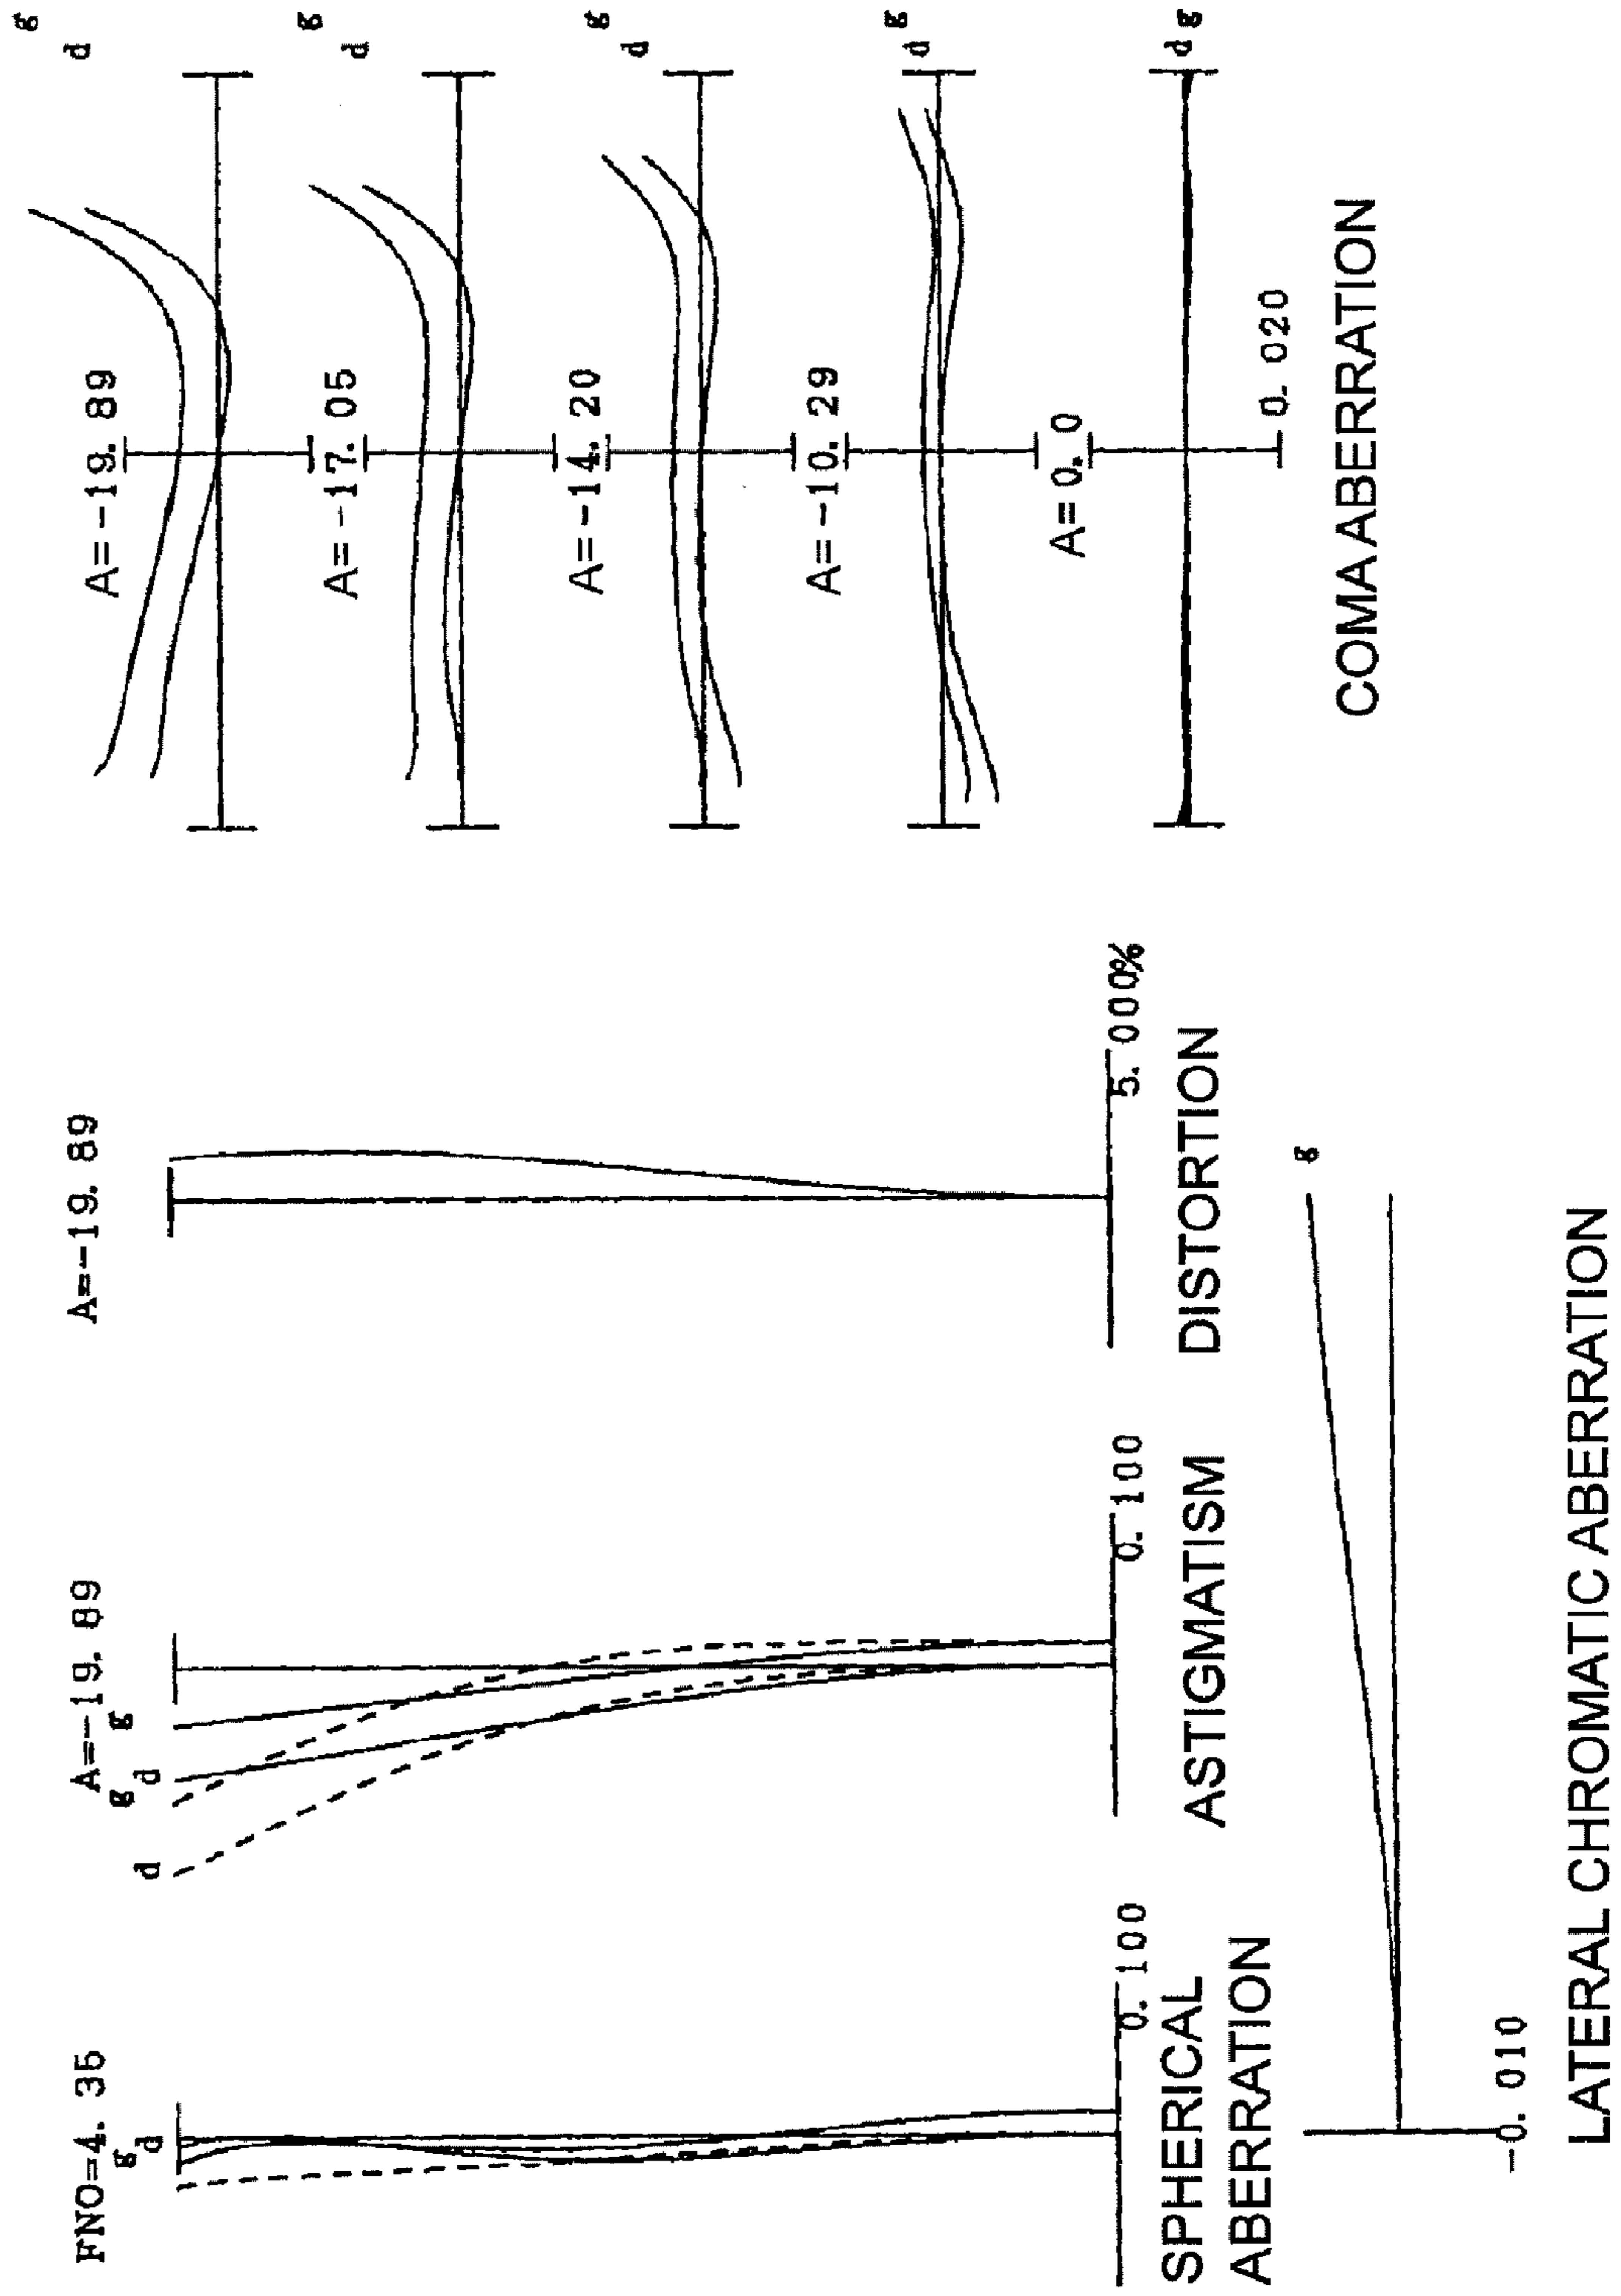 FNO=4. 35
g
d
0. 100
SPHERICAL
ABERRATION
A=-19. 89
g
g
d
d
0. 100
ASTIGMATISM
A=-19. 89
5. 000%
DISTORTION
A=-19. 89
g
d
A=-17. 05
g
d
A=-14. 20
g
d
A=-10. 29
g
d
A=0. 0
d g
0. 020
COMA ABERRATION
g
-0. 010
LATERAL CHROMATIC ABERRATION